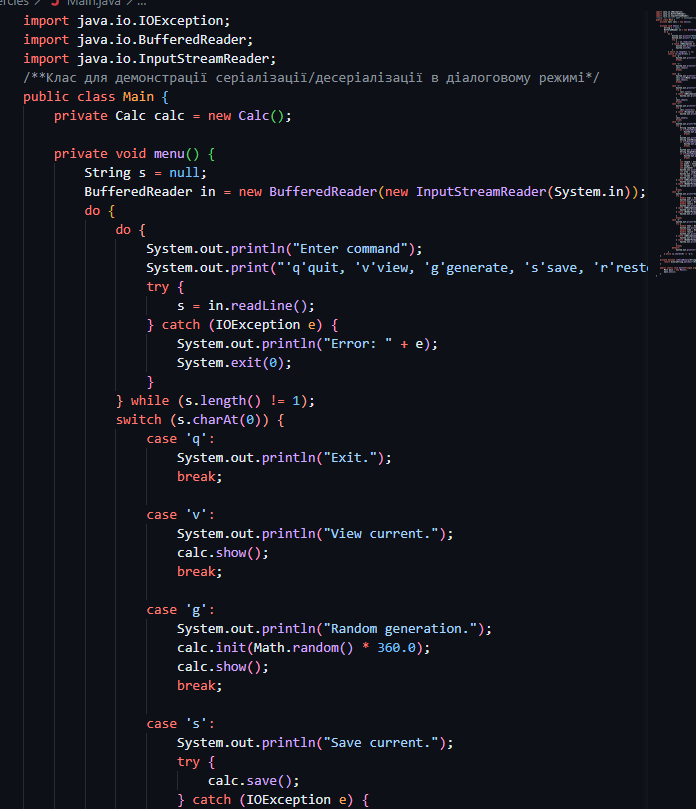 ercies > Main.java > ...
import java.io.IOException;
import java.io.BufferedReader;
import java.io.InputStreamReader;
/**Клас для демонстрації серіалізації/десеріалізації в діалоговому режимі*/
public class Main {
    private Calc calc = new Calc();
    private void menu() {
        String s = null;
        BufferedReader in = new BufferedReader(new InputStreamReader(System.in));
        do {
            do {
                System.out.println("Enter command");
                System.out.print("'q'quit, 'v'view, 'g'generate, 's'save, 'r'rest
                try {
                    s = in.readLine();
                } catch (IOException e) {
                    System.out.println("Error: " + e);
                    System.exit(0);
                }
            } while (s.length() != 1);
            switch (s.charAt(0)) {
                case 'q':
                    System.out.println("Exit.");
                    break;
                case 'v':
                    System.out.println("View current.");
                    calc.show();
                    break;
                case 'g':
                    System.out.println("Random generation.");
                    calc.init(Math.random() * 360.0);
                    calc.show();
                    break;
                case 's':
                    System.out.println("Save current.");
                    try {
                        calc.save();
                    } catch (IOException e) {